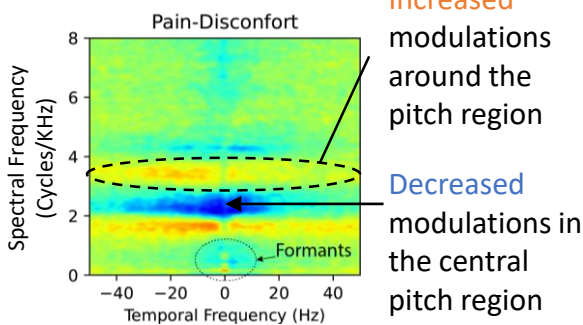 Increased
modulations
around the
pitch region
Decreased
modulations in
the central
pitch region
Pain-Disconfort
Spectral Frequency
(Cycles/KHz)
8
6
4
2
0
Formants
−40 −20 0 20 40
Temporal Frequency (Hz)